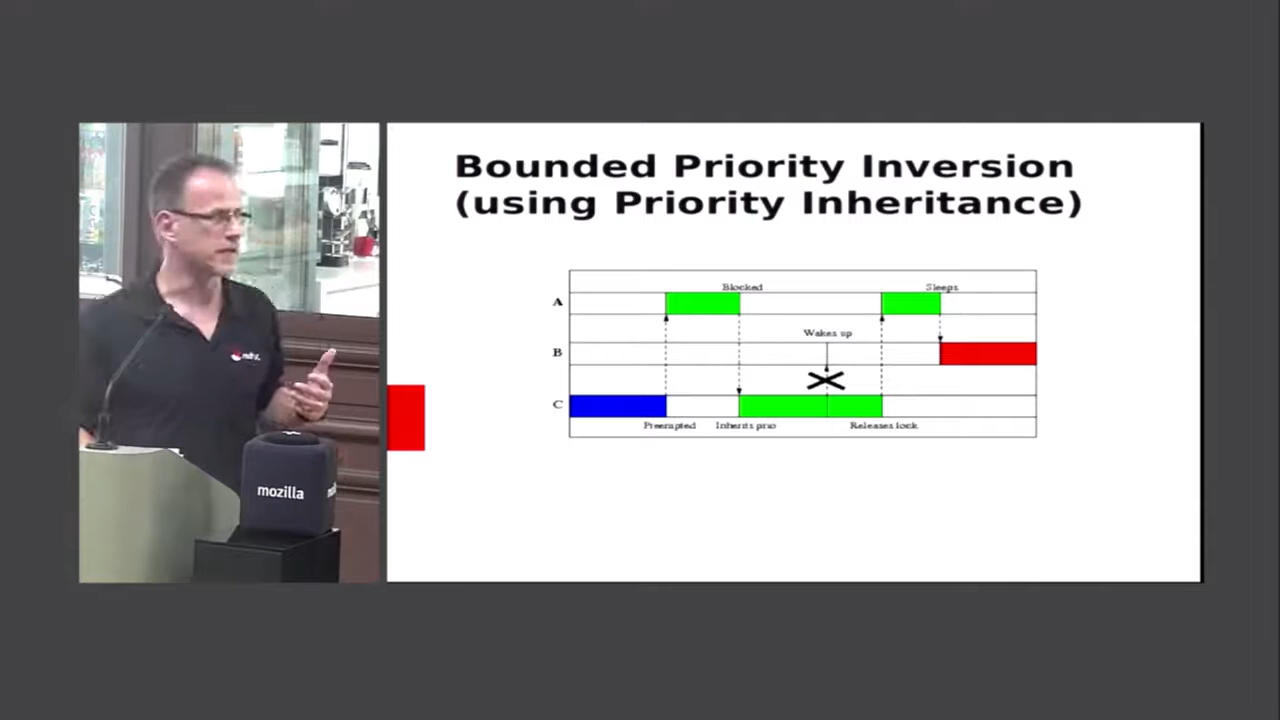 Bounded Priority Inversion
(using Priority Inheritance)
Blocked
Sleeps
A
Wakes up
B
C
Preempted
Inherits prio
Releases lock
mozilla